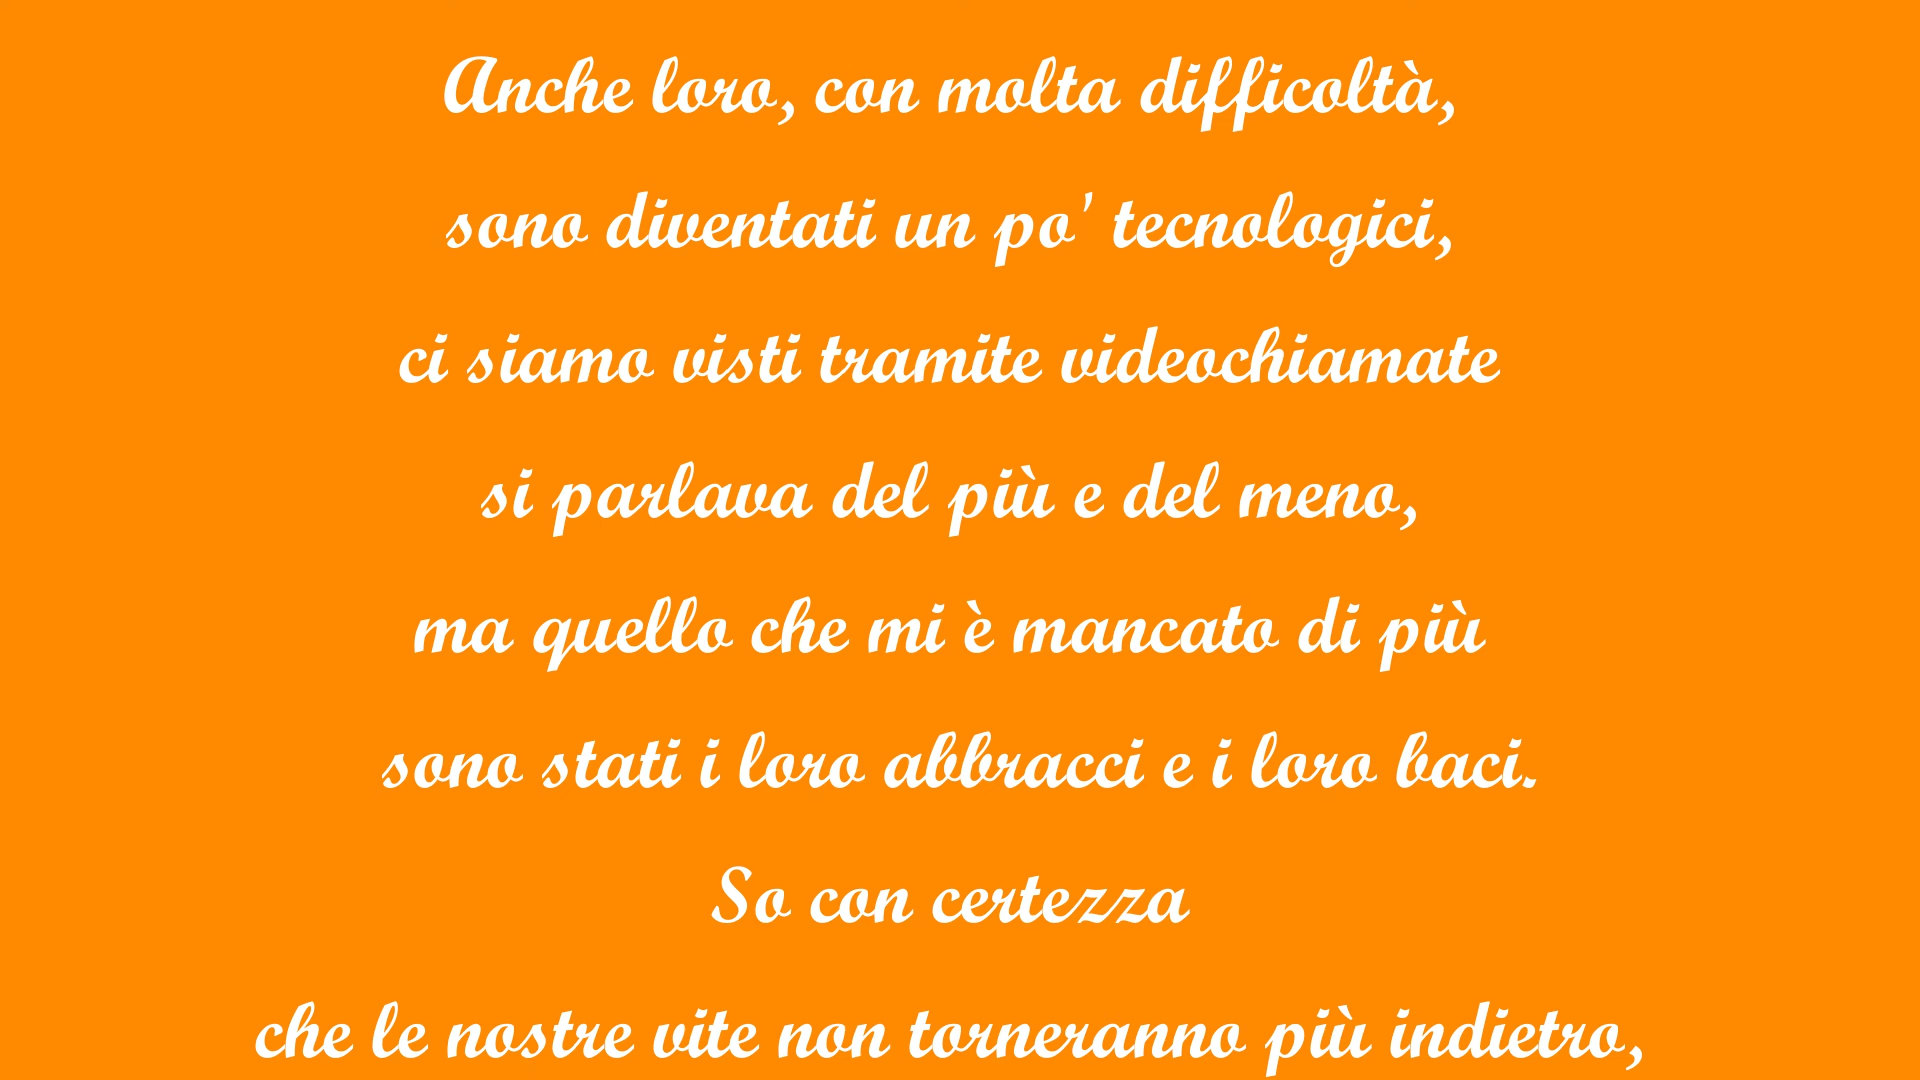 Anche loro, con molta difficoltà,
sono diventati un po' tecnologici,
ci siamo visti tramite videochiamate
si parlava del più e del meno,
ma quello che mi è mancato di più
sono stati i loro abbracci e i loro baci.
So con certezza
che le nostre vite non torneranno più indietro,